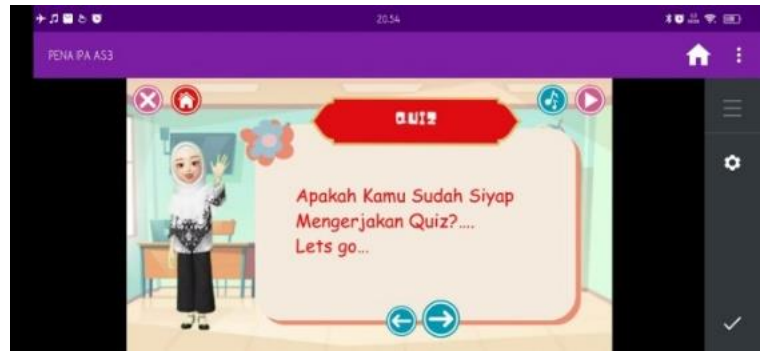 20.54
PENA IPA AS3
QUIZ
Apakah Kamu Sudah Siyap
Mengerjakan Quiz?....
Lets go...